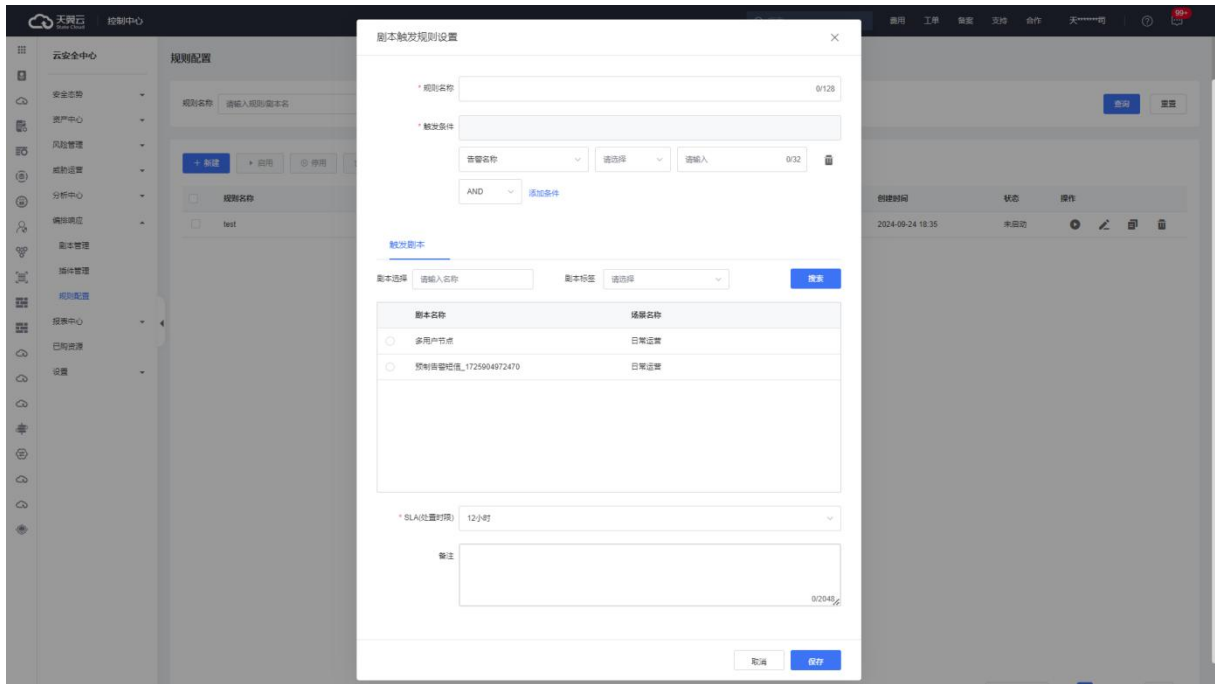 天翼云 控制中心 费用 工单 备案 支持 合作 天*******司 99+
State Cloud
云安全中心
安全态势
资产中心
风险管理
威胁运营
分析中心
编排响应
剧本管理
插件管理
规则配置
报表中心
已购资源
设置
规则配置
规则名称 请输入规则/剧本名 查询 重置
+ 新建 启用 停用
规则名称 创建时间 状态 操作
test 2024-09-24 18:35 未启动
剧本触发规则设置
* 规则名称 0/128
* 触发条件
告警名称 请选择 请输入 0/32
AND 添加条件
触发剧本
剧本选择 请输入名称 剧本标签 请选择 搜索
剧本名称 场景名称
多用户节点 日常运营
预制告警短信_1725904972470 日常运营
* SLA(处置时限) 12小时
备注
0/2048
取消 保存